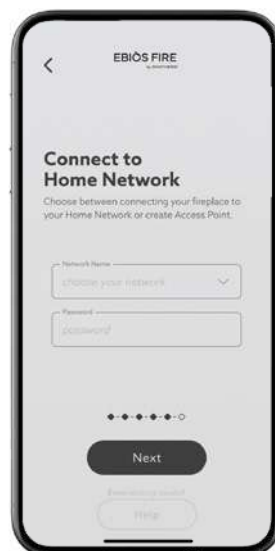 EBIÒS FIRE
Connect to
Home Network
Choose between connecting your fireplace to
your Home Network or create Access Point.
Network Name
choose your network
Password
password
Next
Help